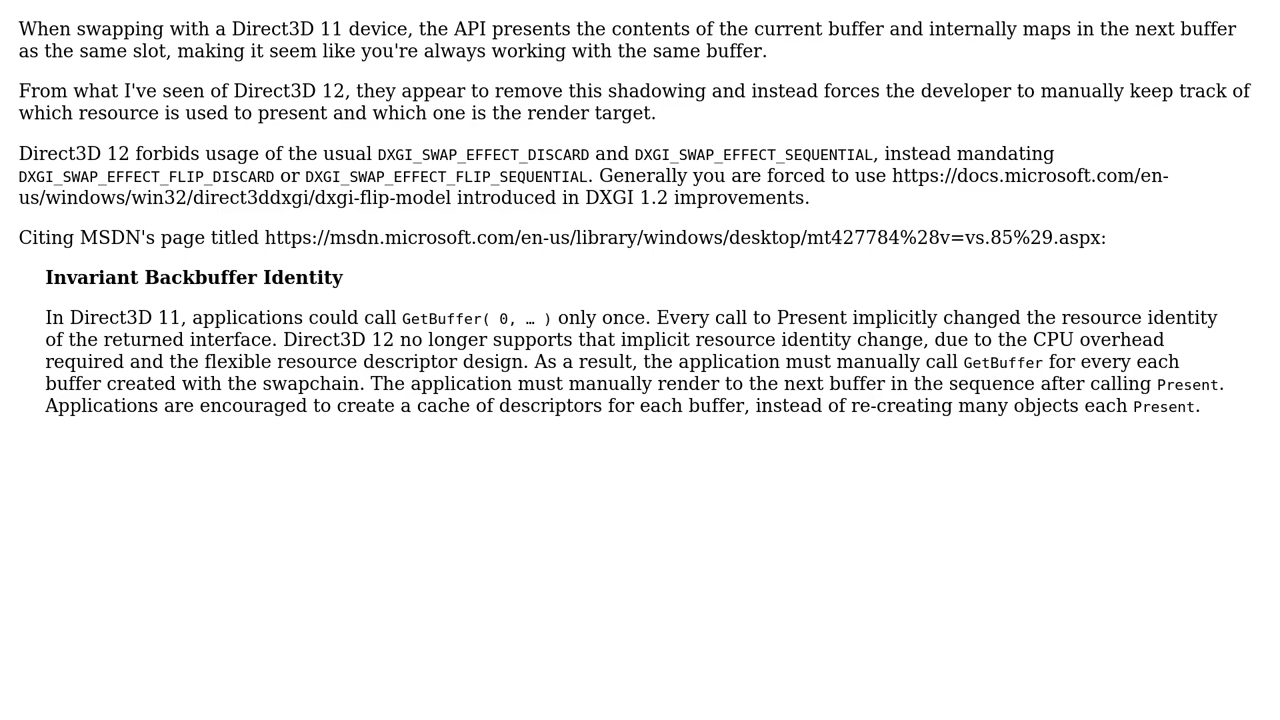 When swapping with a Direct3D 11 device, the API presents the contents of the current buffer and internally maps in the next buffer
as the same slot, making it seem like you're always working with the same buffer.
From what I've seen of Direct3D 12, they appear to remove this shadowing and instead forces the developer to manually keep track of
which resource is used to present and which one is the render target.
Direct3D 12 forbids usage of the usual DXGI_SWAP_EFFECT_DISCARD and DXGI_SWAP_EFFECT_SEQUENTIAL, instead mandating
DXGI_SWAP_EFFECT_FLIP_DISCARD or DXGI_SWAP_EFFECT_FLIP_SEQUENTIAL. Generally you are forced to use https://docs.microsoft.com/en-
us/windows/win32/direct3ddxgi/dxgi-flip-model introduced in DXGI 1.2 improvements.
Citing MSDN's page titled https://msdn.microsoft.com/en-us/library/windows/desktop/mt427784%28v=vs.85%29.aspx:
Invariant Backbuffer Identity
In Direct3D 11, applications could call GetBuffer( 0, … ) only once. Every call to Present implicitly changed the resource identity
of the returned interface. Direct3D 12 no longer supports that implicit resource identity change, due to the CPU overhead
required and the flexible resource descriptor design. As a result, the application must manually call GetBuffer for every each
buffer created with the swapchain. The application must manually render to the next buffer in the sequence after calling Present.
Applications are encouraged to create a cache of descriptors for each buffer, instead of re-creating many objects each Present.